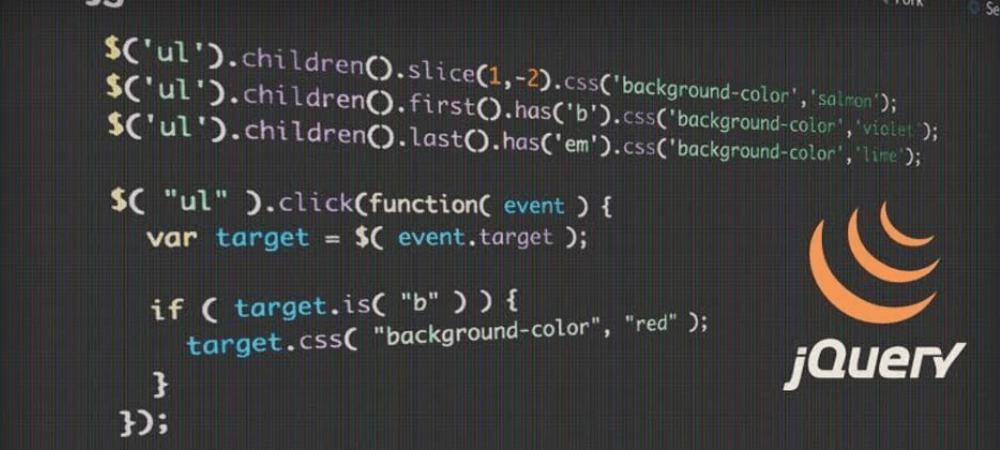 $('ul').children().slice(1,-2).css('background-color','salmon');
$('ul').children().first().has('b').css('background-color','violet');
$('ul').children().last().has('em').css('background-color','lime');
$( "ul" ).click(function( event ) {
var target = $( event.target );
if ( target.is( "b" ) ) {
target.css( "background-color", "red" );
}
});
jQuery